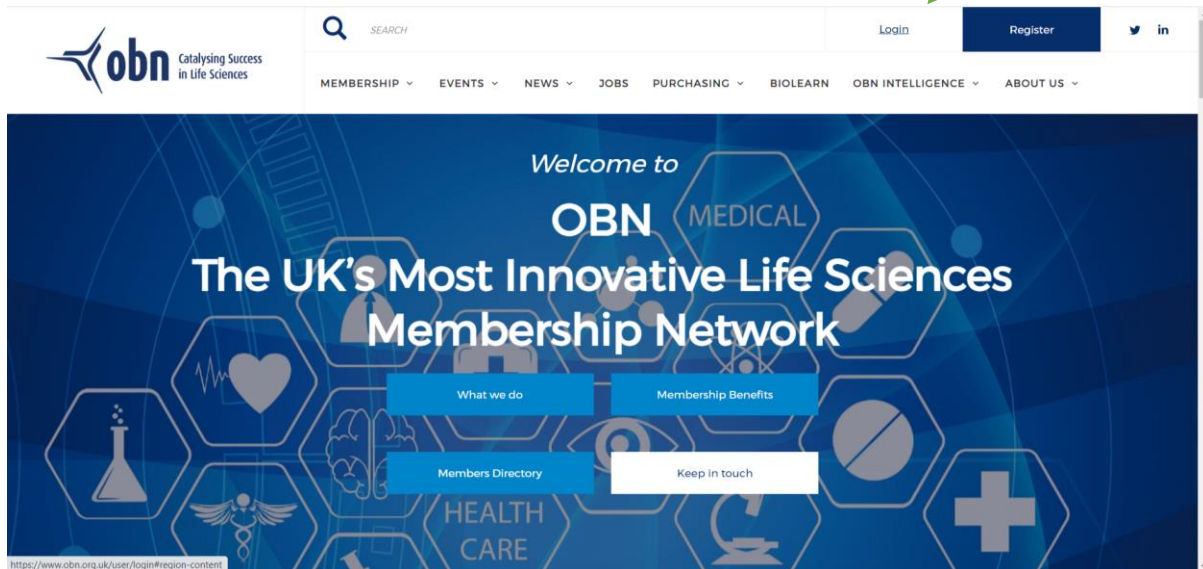 obn Catalysing Success
in Life Sciences
SEARCH
Login
Register
in
MEMBERSHIP EVENTS NEWS JOBS PURCHASING BIOLEARN OBN INTELLIGENCE ABOUT US
Welcome to
OBN
MEDICAL
The UK's Most Innovative Life Sciences
Membership Network
What we do
Membership Benefits
Members Directory
Keep in touch
HEALTH
CARE
https://www.obn.org.uk/user/login#region-content